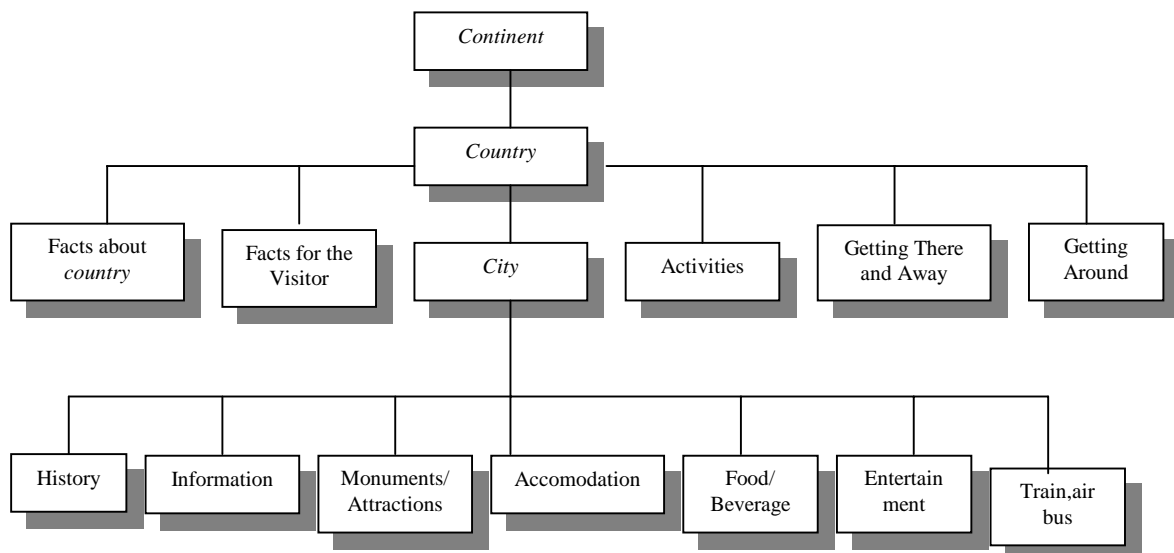 Continent
Country
Facts about
country
Facts for the
Visitor
City
Activities
Getting There
and Away
Getting
Around
History
Information
Monuments/
Attractions
Accomodation
Food/
Beverage
Entertain
ment
Train,air
bus